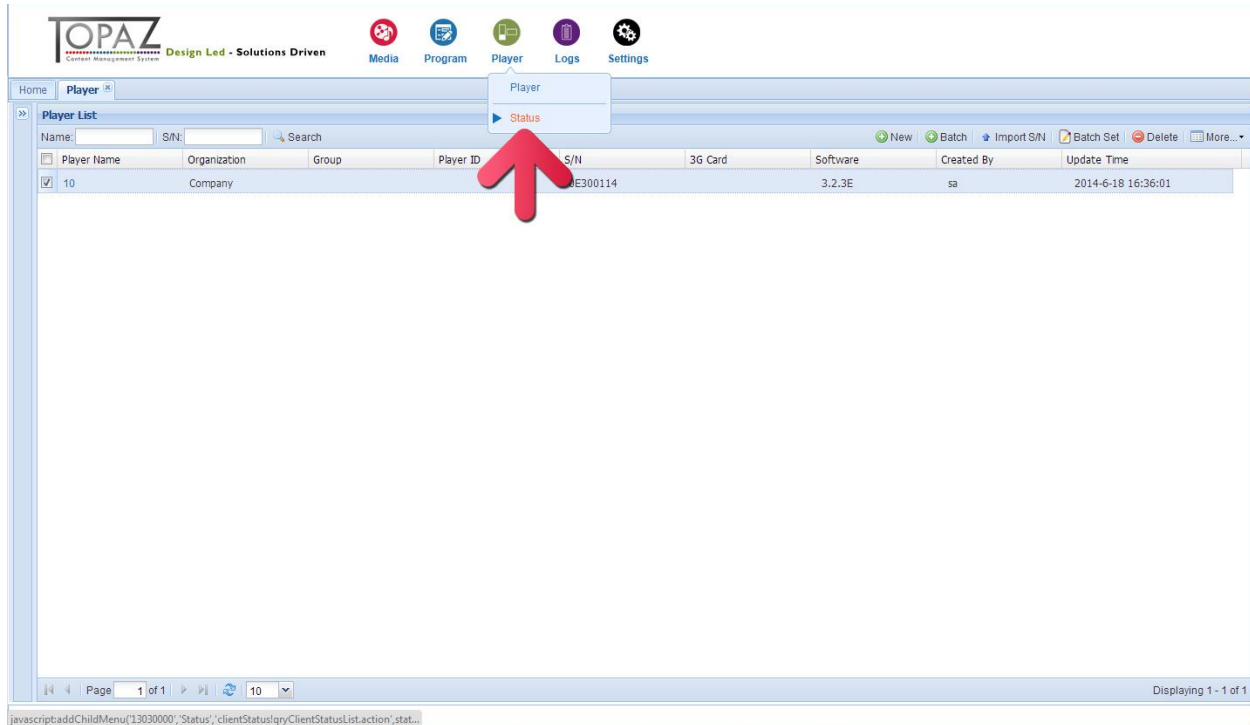 TOPAZ
Content Management System
Design Led - Solutions Driven
Media Program Player Logs Settings
Home Player
Player
Status
Player List
Name: S/N: Search New Batch Import S/N Batch Set Delete More...
Player Name Organization Group Player ID S/N 3G Card Software Created By Update Time
10 Company 3.2.3E sa 2014-6-18 16:36:01
Page 1 of 1 10 Displaying 1 - 1 of 1
javascript:addChildMenu('13030000','Status','clientStatus!qryClientStatusList.action',stat...